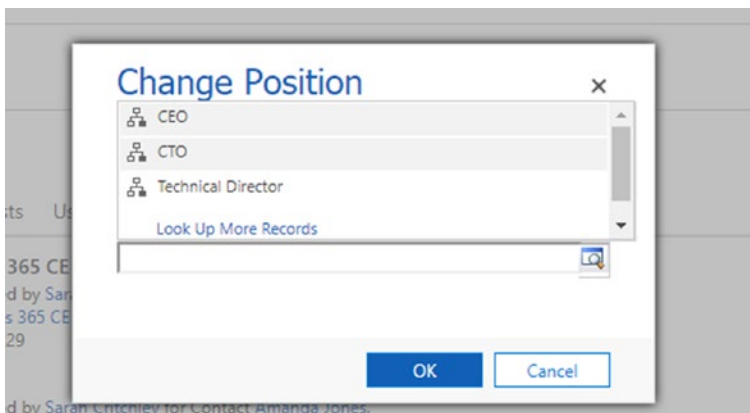 Change Position
CEO
CTO
Technical Director
Look Up More Records
OK
Cancel
365 CE
d by Sar
s 365 CE
29
d by Sarah Critchley for Contact Amanda Jones.